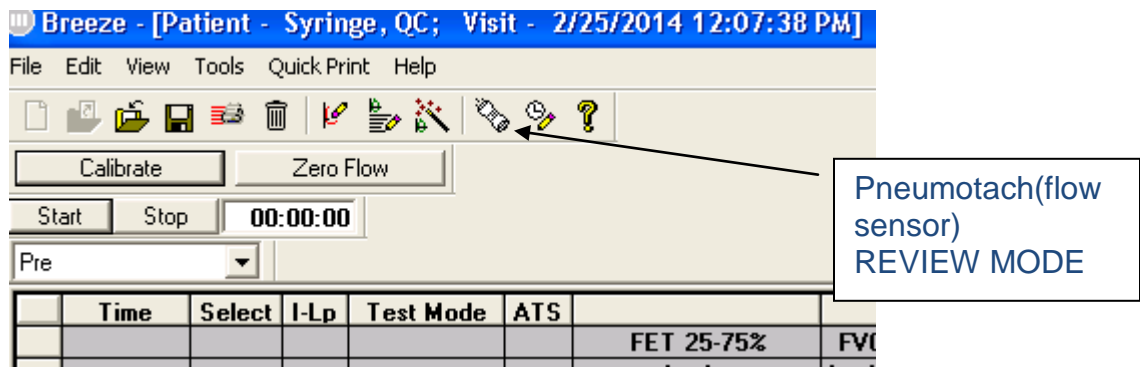 Breeze - [Patient - Syringe, QC; Visit - 2/25/2014 12:07:38 PM]
File Edit View Tools Quick Print Help
Calibrate Zero Flow
Start Stop 00:00:00
Pre
Pneumotach(flow
sensor)
REVIEW MODE
Time Select I-Lp Test Mode ATS
FET 25-75%